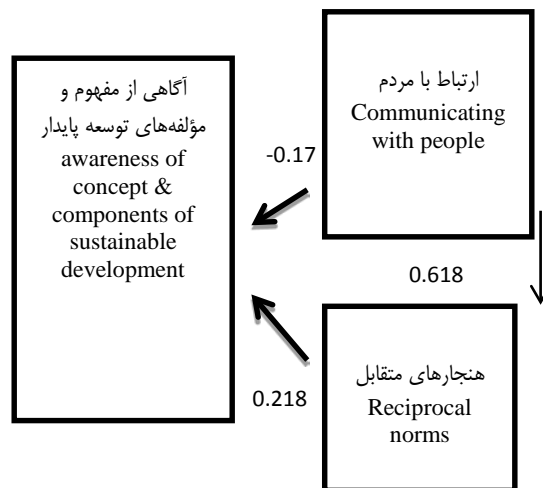 آگاهی از مفهوم و
مؤلفه‌های توسعه پایدار
awareness of
concept &
components of
sustainable
development
-0.17
ارتباط با مردم
Communicating
with people
0.618
0.218
هنجارهای متقابل
Reciprocal
norms